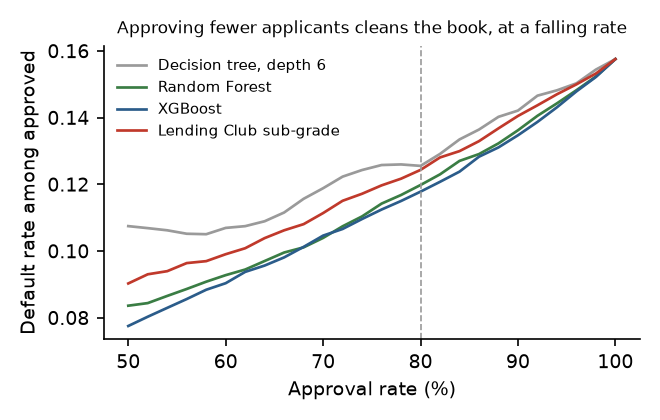 Approving fewer applicants cleans the book, at a falling rate
Default rate among approved
0.16
0.14
0.12
0.10
0.08
Decision tree, depth 6
Random Forest
XGBoost
Lending Club sub-grade
50
60
70
80
90
100
Approval rate (%)